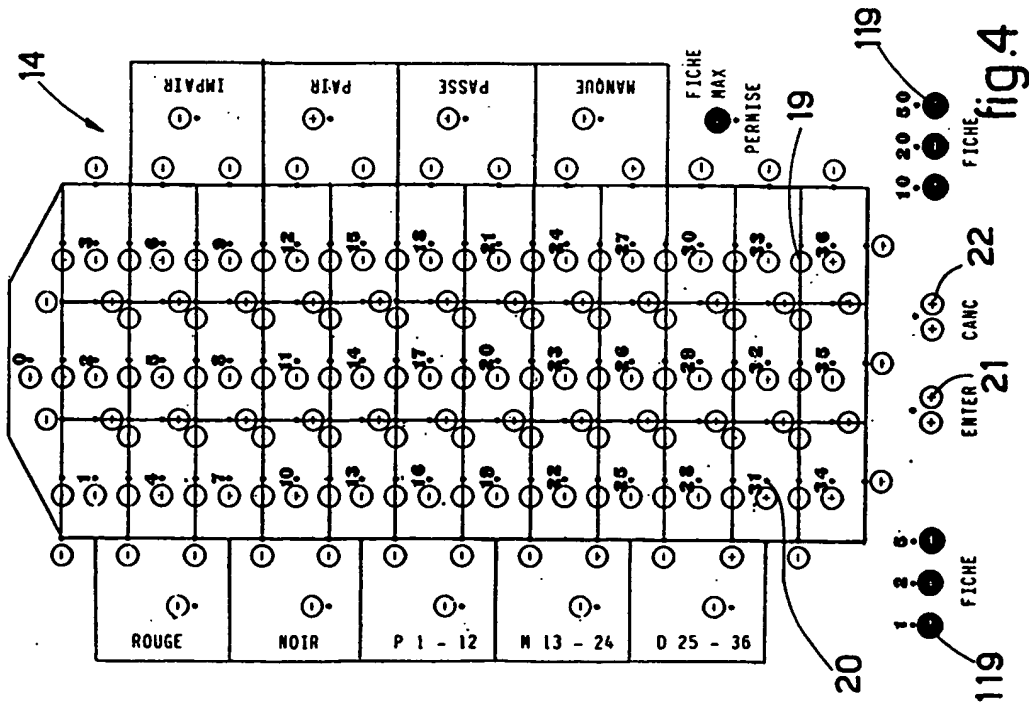 14
IMPAIR
PAIR
PASSE
MANQUE
FICHE
MAX
PERMISE
0
1 2 3
4 5 6
7 8 9
10 11 12
13 14 15
16 17 18
19 20 21
22 23 24
25 26 27
28 29 30
31 32 33
34 35 36
ROUGE
NOIR
P 1 - 12
M 13 - 24
D 25 - 36
19
20
1 2 5
FICHE
119
ENTER
21
CANC
22
10 20 50
FICHE
119
fig.4